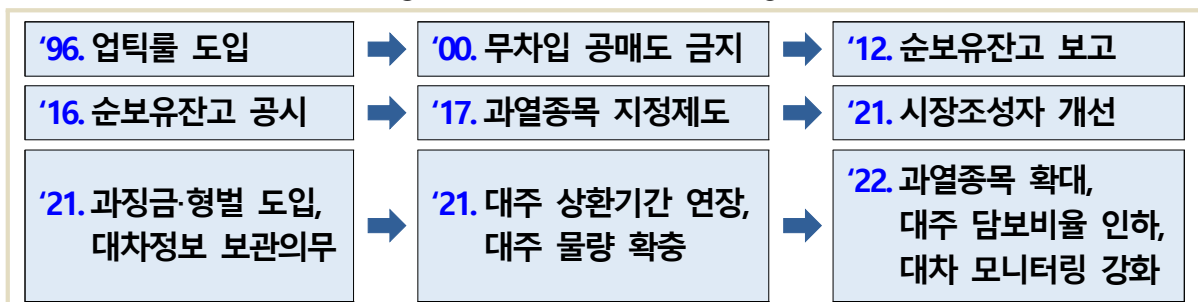 ‘96. 업틱룰 도입
‘00. 무차입 공매도 금지
‘12. 순보유잔고 보고
‘16. 순보유잔고 공시
‘17. 과열종목 지정제도
‘21. 시장조성자 개선
‘21. 과징금·형벌 도입,
대차정보 보관의무
‘21. 대주 상환기간 연장,
대주 물량 확충
‘22. 과열종목 확대,
대주 담보비율 인하,
대차 모니터링 강화